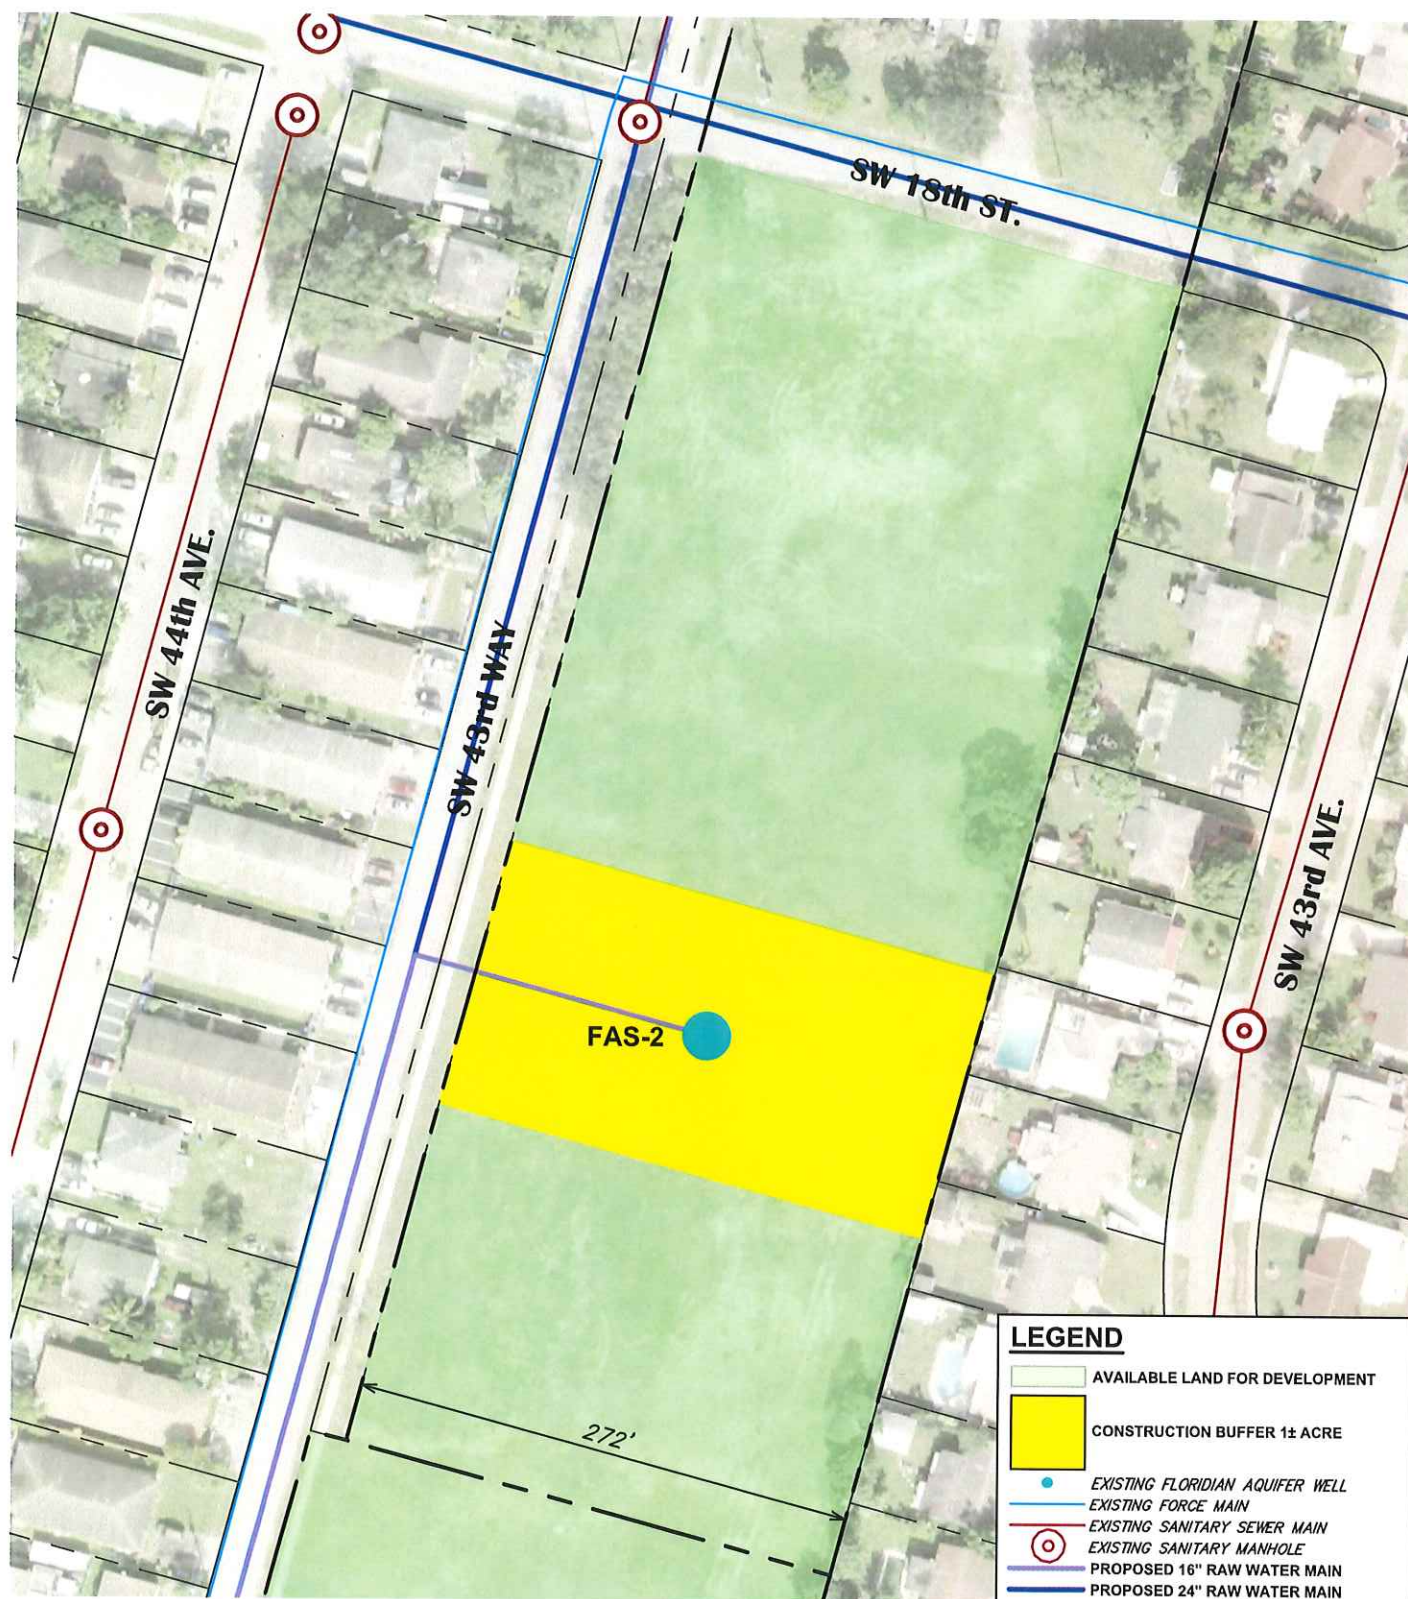 SW 18th ST.
SW 44th AVE.
SW 43rd WAY
SW 43rd AVE.
FAS-2
272'
LEGEND
AVAILABLE LAND FOR DEVELOPMENT
CONSTRUCTION BUFFER 1± ACRE
EXISTING FLORIDIAN AQUIFER WELL
EXISTING FORCE MAIN
EXISTING SANITARY SEWER MAIN
EXISTING SANITARY MANHOLE
PROPOSED 16" RAW WATER MAIN
PROPOSED 24" RAW WATER MAIN